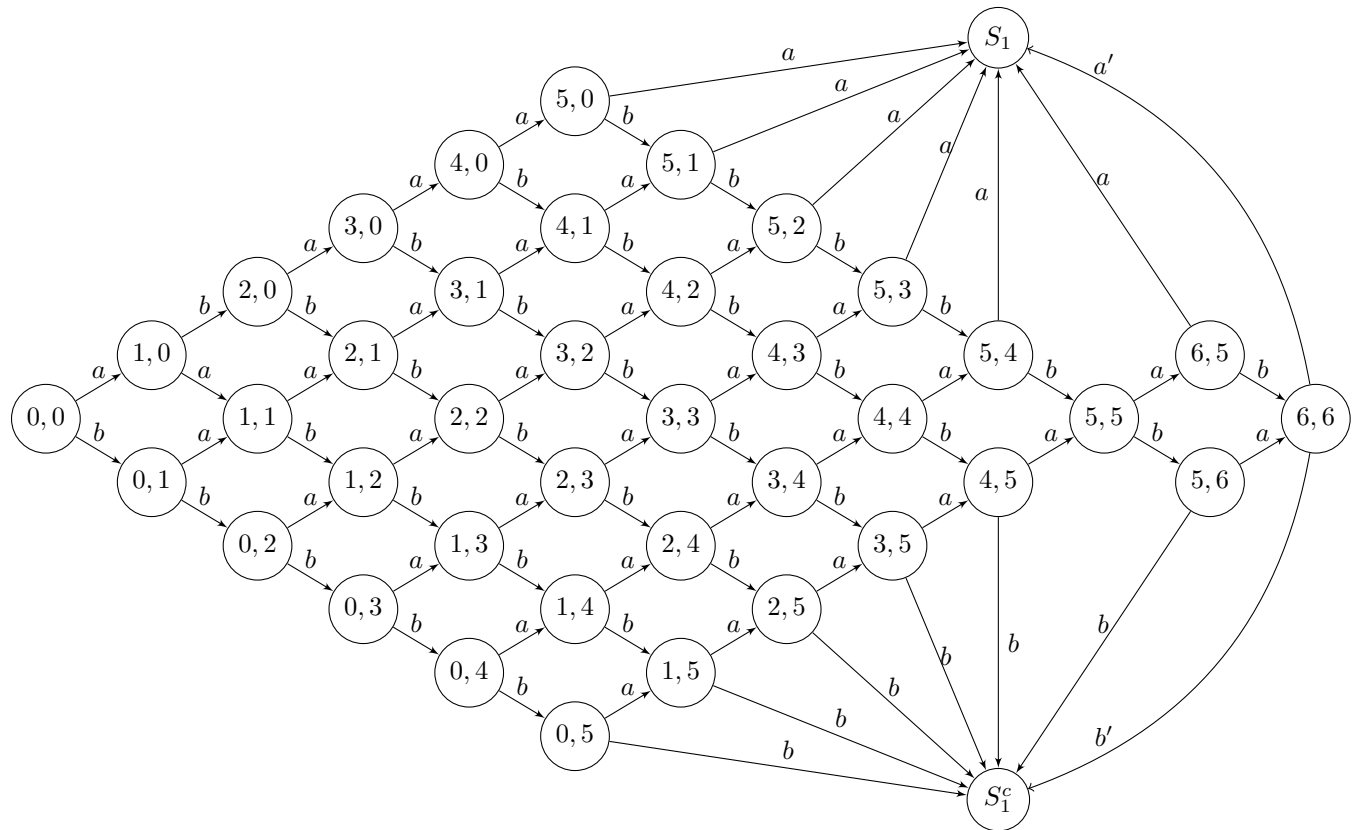 S₁
a
a′
5, 0
a
a
b
a
4, 0
5, 1
a
a
b
a
b
3, 0
4, 1
5, 2
a
a
a
b
a
b
a
b
2, 0
3, 1
4, 2
5, 3
b
b
a
b
a
b
a
b
1, 0
2, 1
3, 2
4, 3
5, 4
6, 5
a
a
a
b
a
b
a
b
a
b
a
b
0, 0
1, 1
2, 2
3, 3
4, 4
5, 5
6, 6
b
a
b
a
b
a
b
a
b
a
b
a
0, 1
1, 2
2, 3
3, 4
4, 5
5, 6
b
a
b
a
b
a
b
a
0, 2
1, 3
2, 4
3, 5
b
a
b
a
b
a
0, 3
1, 4
2, 5
b
a
b
a
b
b
b
0, 4
1, 5
b
a
b
b
0, 5
b
b′
S₁ᶜ